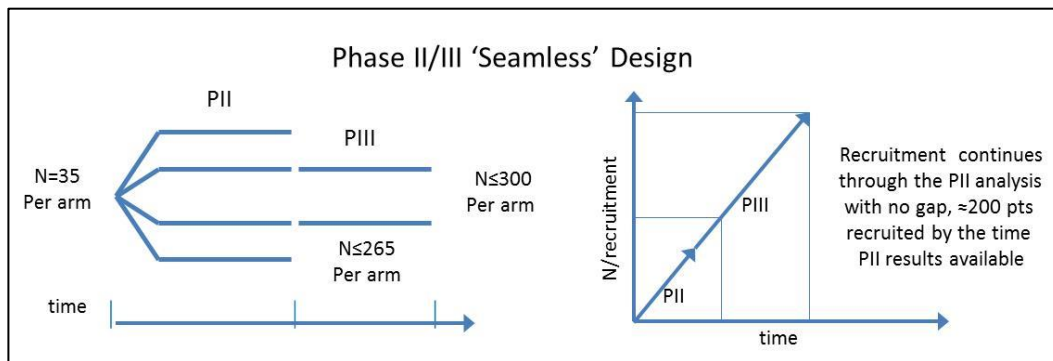 Phase II/III ‘Seamless’ Design
PII
PIII
N=35
Per arm
N≤300
Per arm
N≤265
Per arm
time
N/recruitment
PII
PIII
time
Recruitment continues
through the PII analysis
with no gap, ≈200 pts
recruited by the time
PII results available